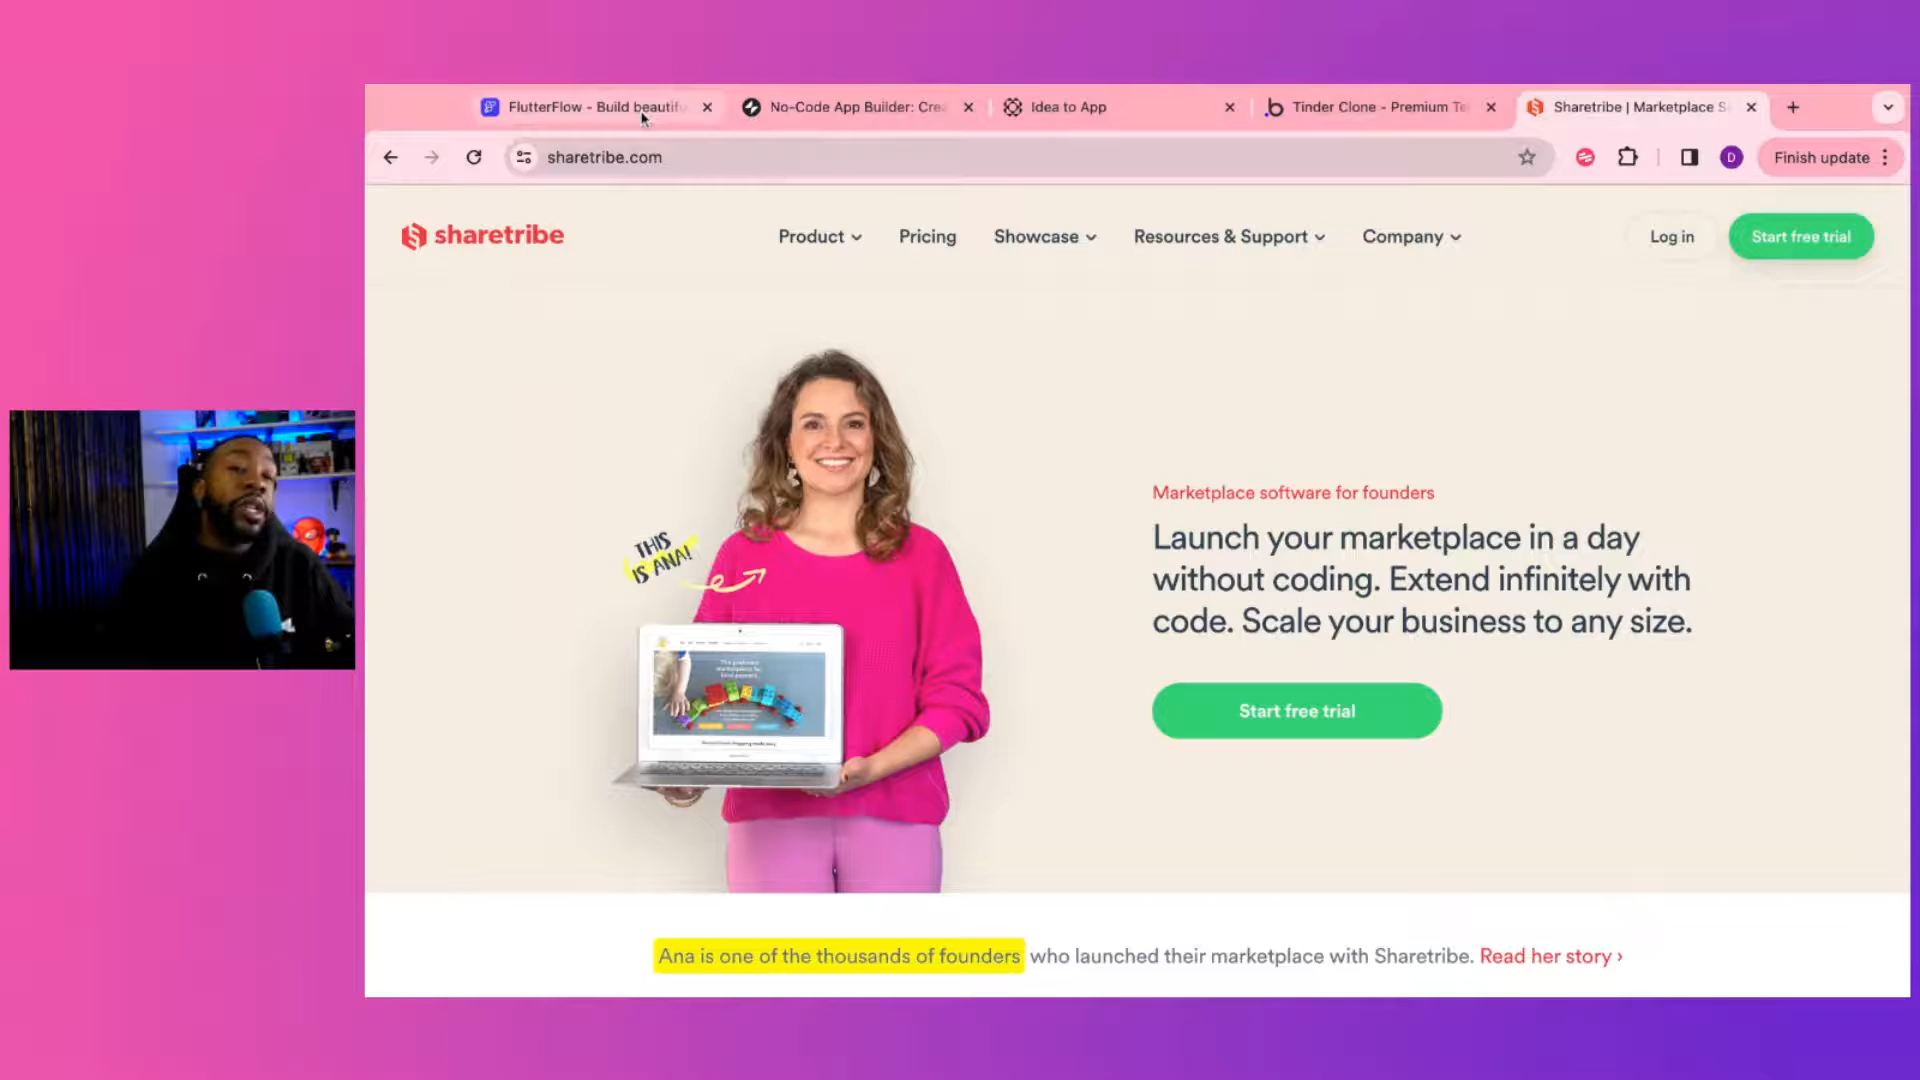 FlutterFlow - Build beautifu
No-Code App Builder: Crea
Idea to App
Tinder Clone - Premium Te
Sharetribe | Marketplace S
sharetribe.com
D
Finish update
sharetribe
Product
Pricing
Showcase
Resources & Support
Company
Log in
Start free trial
THIS
IS ANA!
Marketplace software for founders
Launch your marketplace in a day
without coding. Extend infinitely with
code. Scale your business to any size.
Start free trial
Ana is one of the thousands of founders who launched their marketplace with Sharetribe. Read her story ›